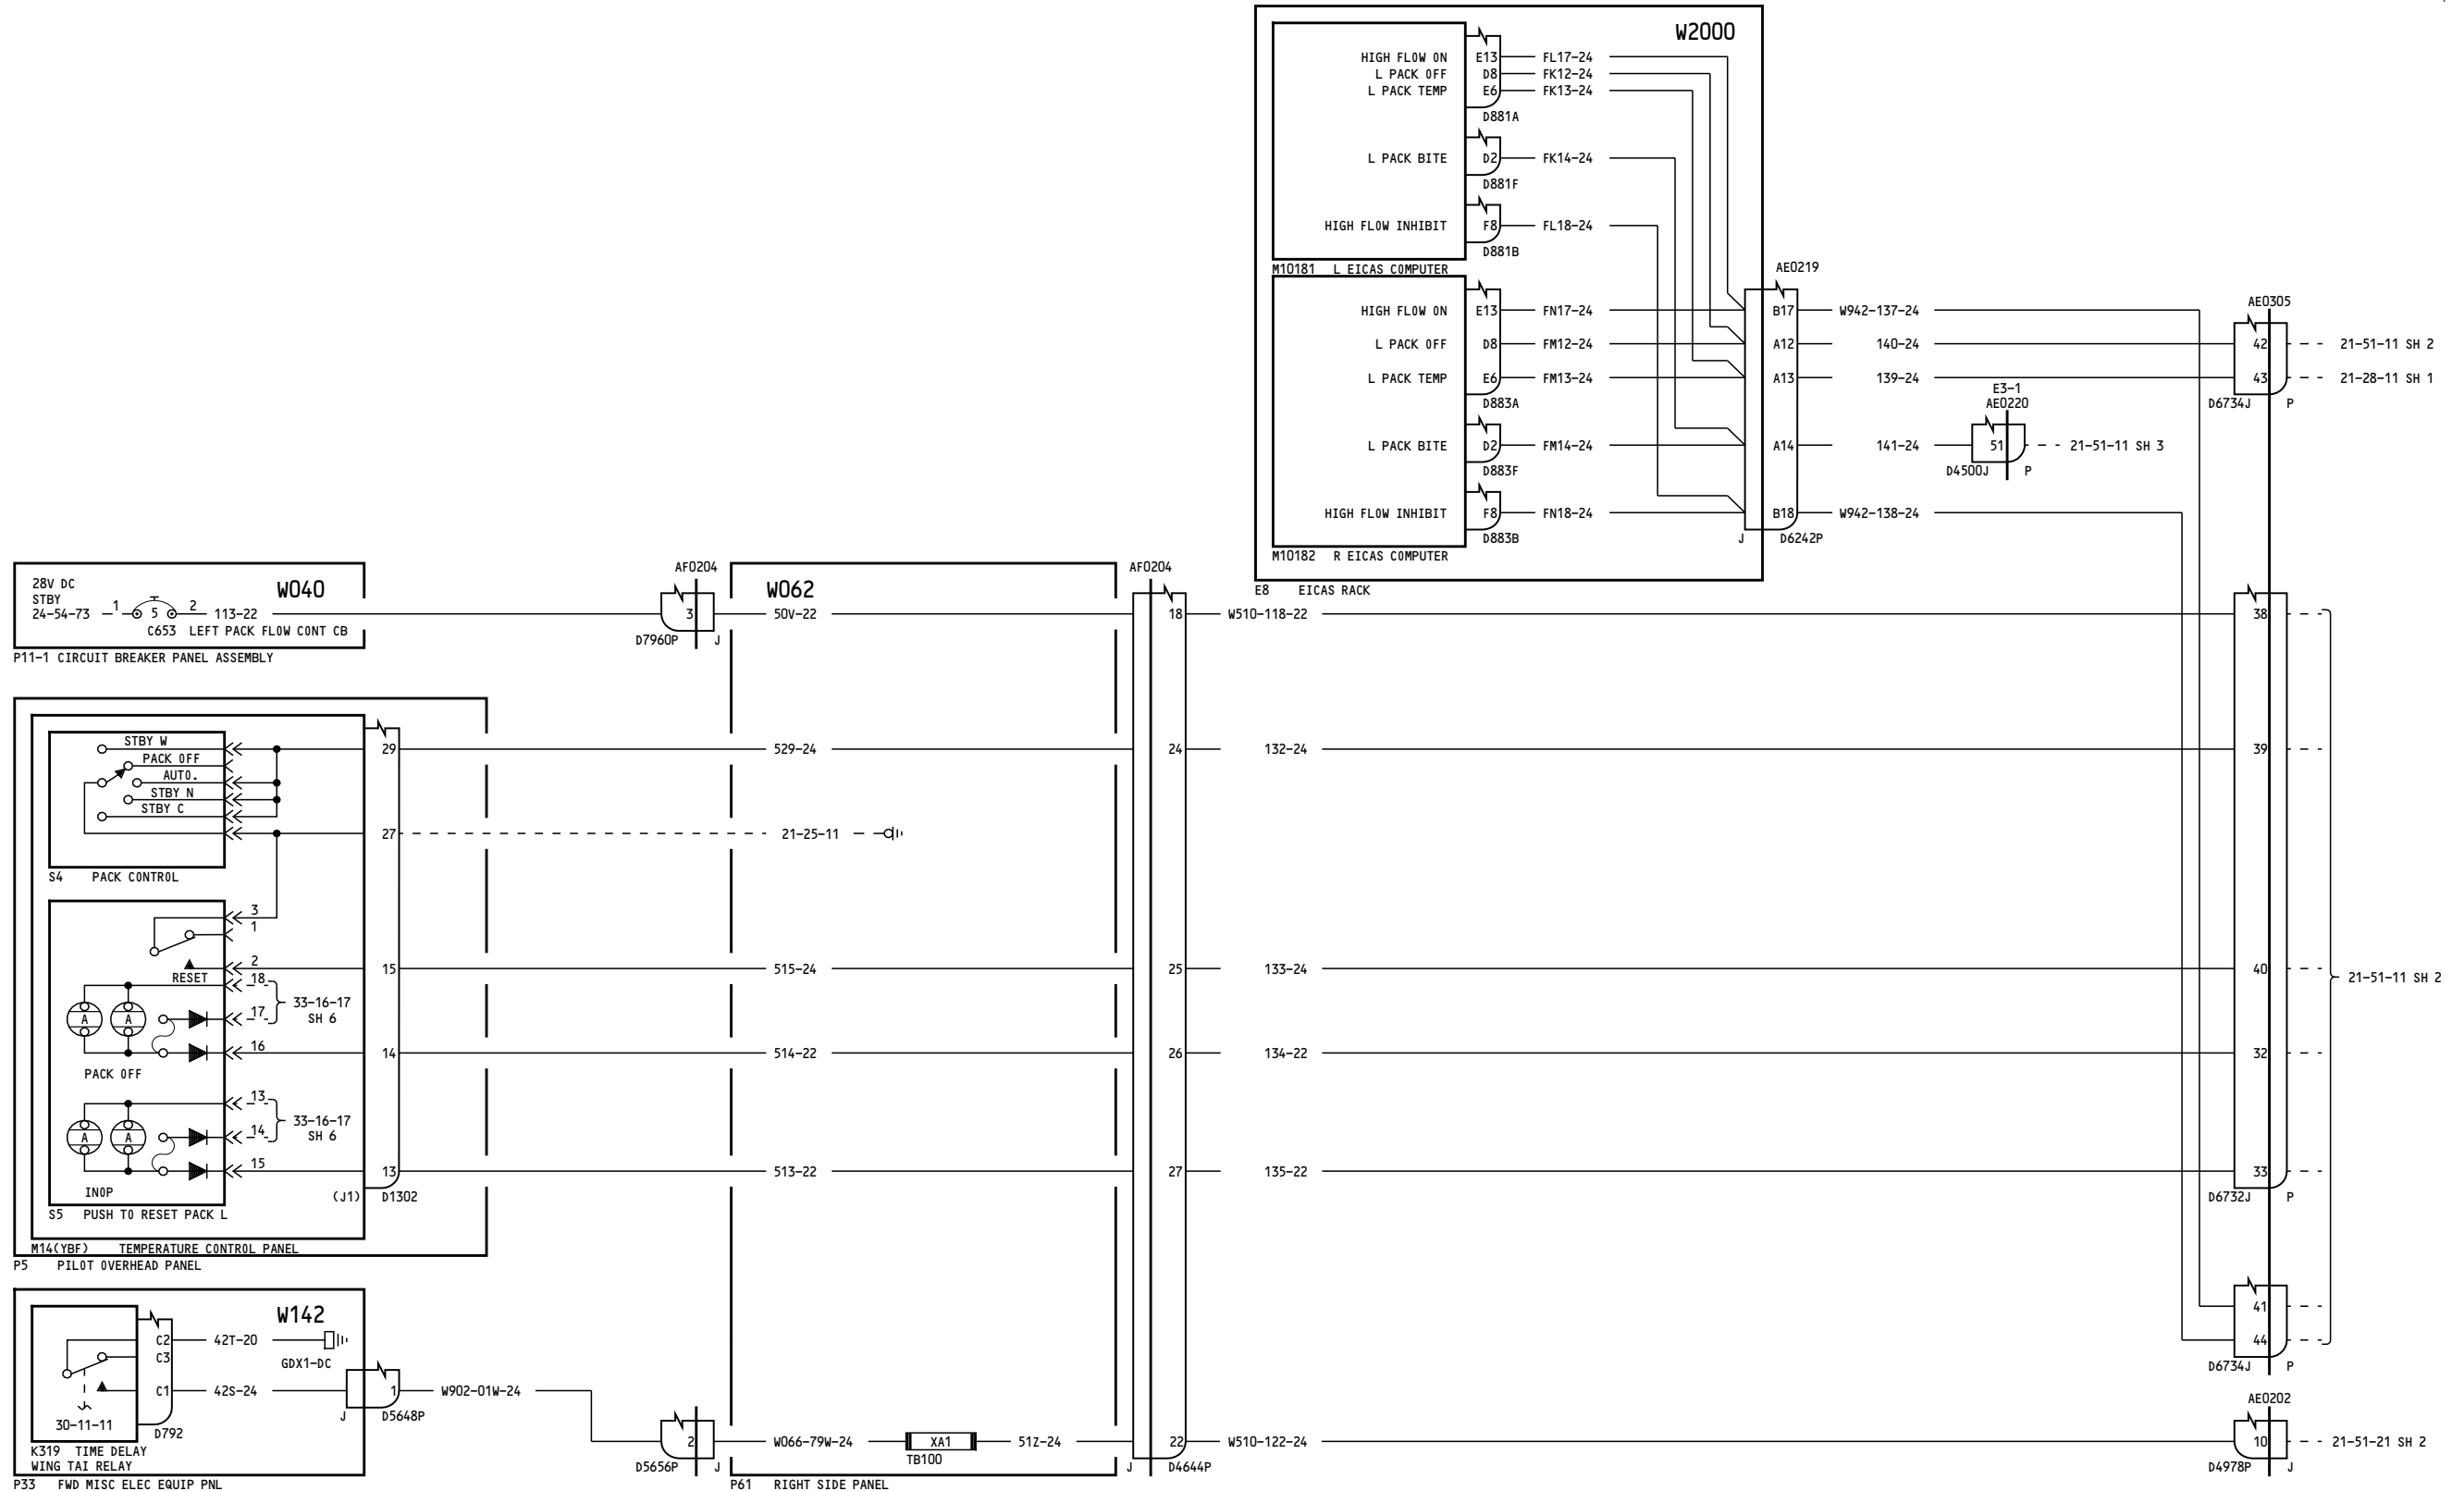 W2000
HIGH FLOW ON E13 FL17-24
L PACK OFF D8 FK12-24
L PACK TEMP E6 FK13-24
D881A
L PACK BITE D2 FK14-24
D881F
HIGH FLOW INHIBIT F8 FL18-24
D881B
M10181 L EICAS COMPUTER
AE0219
HIGH FLOW ON E13 FN17-24 B17 W942-137-24
AE0305
L PACK OFF D8 FM12-24 A12 140-24 42 21-51-11 SH 2
L PACK TEMP E6 FM13-24 A13 139-24 43 21-28-11 SH 1
D883A
E3-1
AE0220
D6734J P
L PACK BITE D2 FM14-24 A14 141-24 51 21-51-11 SH 3
D883F
D4500J P
HIGH FLOW INHIBIT F8 FN18-24 B18 W942-138-24
D883B
J D6242P
M10182 R EICAS COMPUTER
E8 EICAS RACK
28V DC
STBY
24-54-73 1 5 2 113-22
W040
C653 LEFT PACK FLOW CONT CB
P11-1 CIRCUIT BREAKER PANEL ASSEMBLY
AF0204
W062
AF0204
3 50V-22 18 W510-118-22 38
D7960P J
STBY W
29 529-24 24 132-24 39
PACK OFF
AUTO.
STBY N
STBY C
27 21-25-11
S4 PACK CONTROL
3
1
2 15 515-24 25 133-24 40 21-51-11 SH 2
RESET
18
33-16-17
SH 6
17
A A
16 14 514-22 26 134-22 32
PACK OFF
13
33-16-17
SH 6
14
A A
15 13 513-22 27 135-22 33
INOP
(J1) D1302
D6732J P
S5 PUSH TO RESET PACK L
M14(YBF) TEMPERATURE CONTROL PANEL
P5 PILOT OVERHEAD PANEL
41
44
D6734J P
W142
C2 42T-20
C3
GDX1-DC
C1 42S-24 1 W902-01W-24
J D5648P
30-11-11
D792
K319 TIME DELAY
WING TAI RELAY
P33 FWD MISC ELEC EQUIP PNL
AE0202
2 W066-79W-24 XA1 51Z-24 22 W510-122-24 10 21-51-21 SH 2
TB100
D5656P J
J D4644P
D4978P J
P61 RIGHT SIDE PANEL